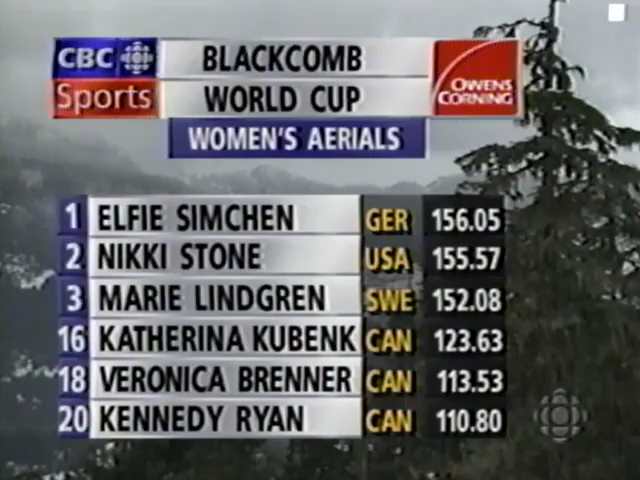 CBC
Sports
BLACKCOMB
WORLD CUP
OWENS
CORNING
WOMEN'S AERIALS
1 ELFIE SIMCHEN GER 156.05
2 NIKKI STONE USA 155.57
3 MARIE LINDGREN SWE 152.08
16 KATHERINA KUBENK CAN 123.63
18 VERONICA BRENNER CAN 113.53
20 KENNEDY RYAN CAN 110.80